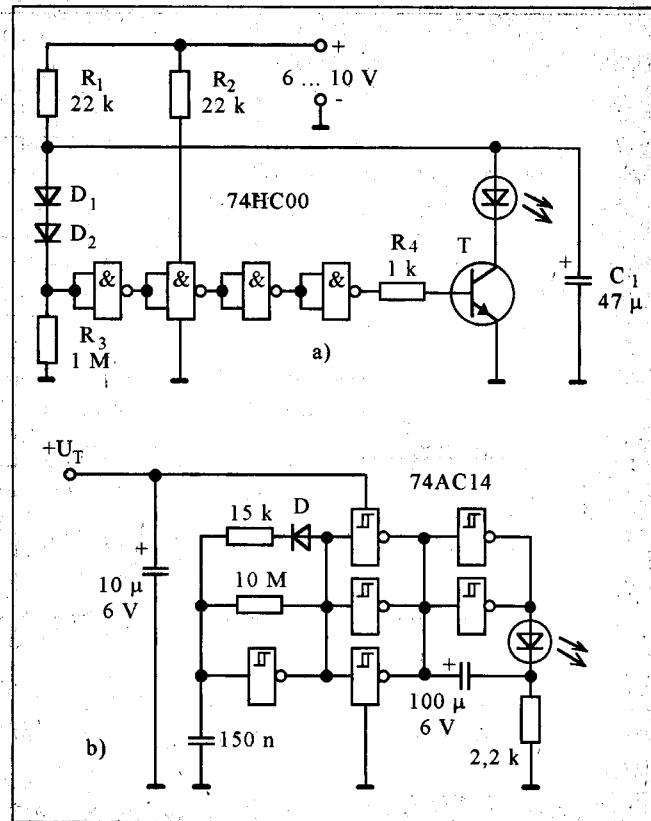 R₁
22 k
R₂
22 k
+
6 ... 10 V
-
D₁
D₂
74HC00
&
&
&
&
R₄
1 k
T
+
C₁
47 µ
R₃
1 M
a)
+U_T
74AC14
15 k
D
+
10 µ
6 V
10 M
+
100 µ
6 V
150 n
2,2 k
b)